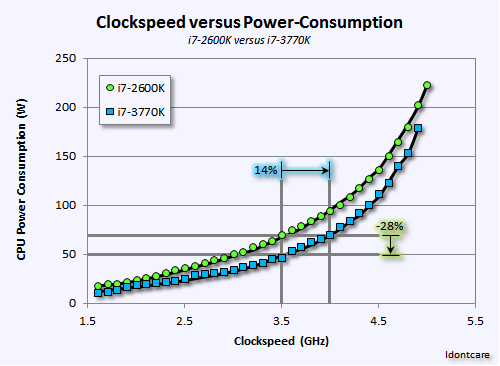 Clockspeed versus Power-Consumption
i7-2600K versus i7-3770K
250
200
150
100
50
0
CPU Power Consumption (W)
i7-2600K
i7-3770K
14%
-28%
1.5
2.5
3.5
4.5
5.5
Clockspeed (GHz)
Idontcare